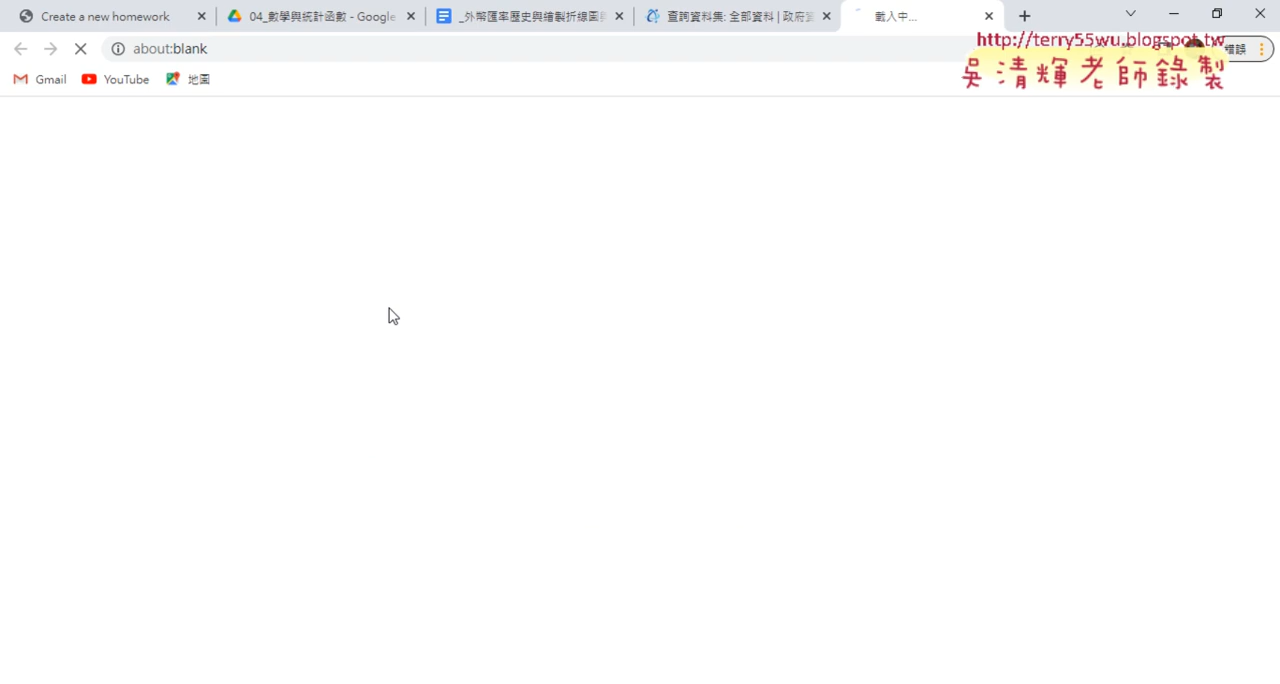 Create a new homework
04_數學與統計函數 - Google
_外幣匯率歷史與繪製折線圖
查詢資料集: 全部資料 | 政府資
載入中...
about:blank
錯誤
http://terry55wu.blogspot.tw
吳清輝老師錄製
Gmail
YouTube
地圖